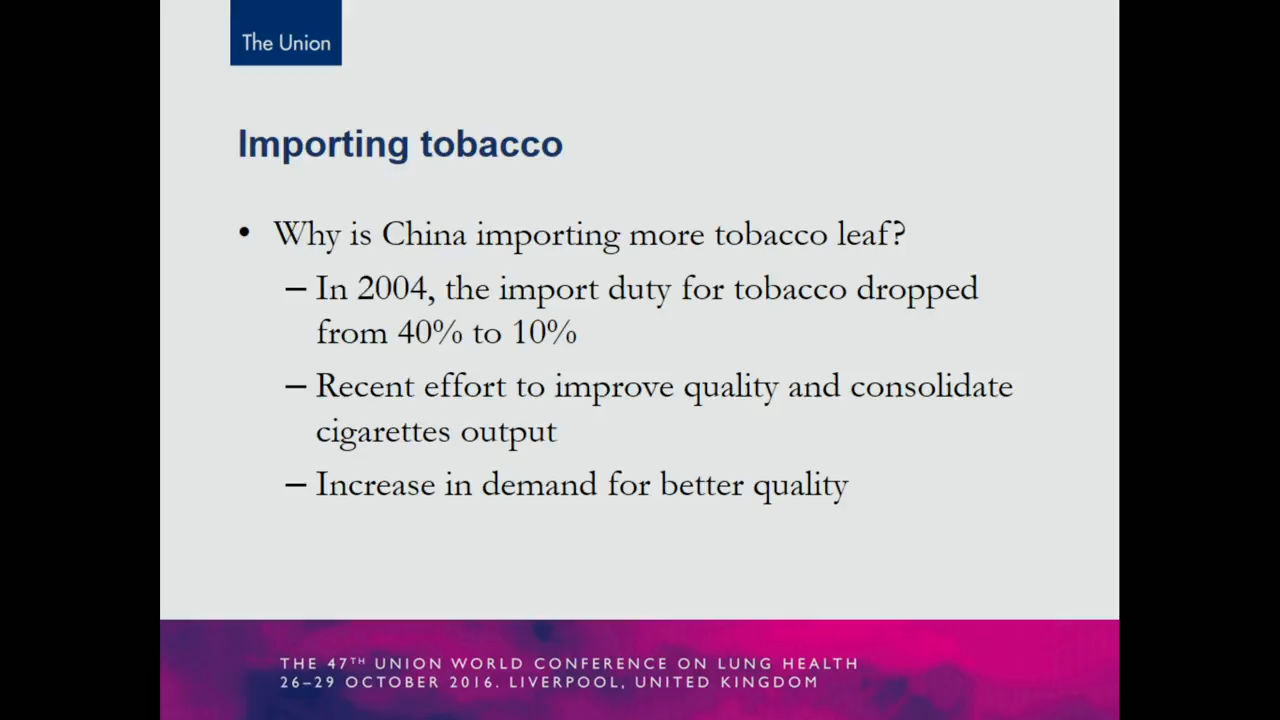 The Union
Importing tobacco
• Why is China importing more tobacco leaf?
– In 2004, the import duty for tobacco dropped
from 40% to 10%
– Recent effort to improve quality and consolidate
cigarettes output
– Increase in demand for better quality
THE 47TH UNION WORLD CONFERENCE ON LUNG HEALTH
26–29 OCTOBER 2016. LIVERPOOL, UNITED KINGDOM